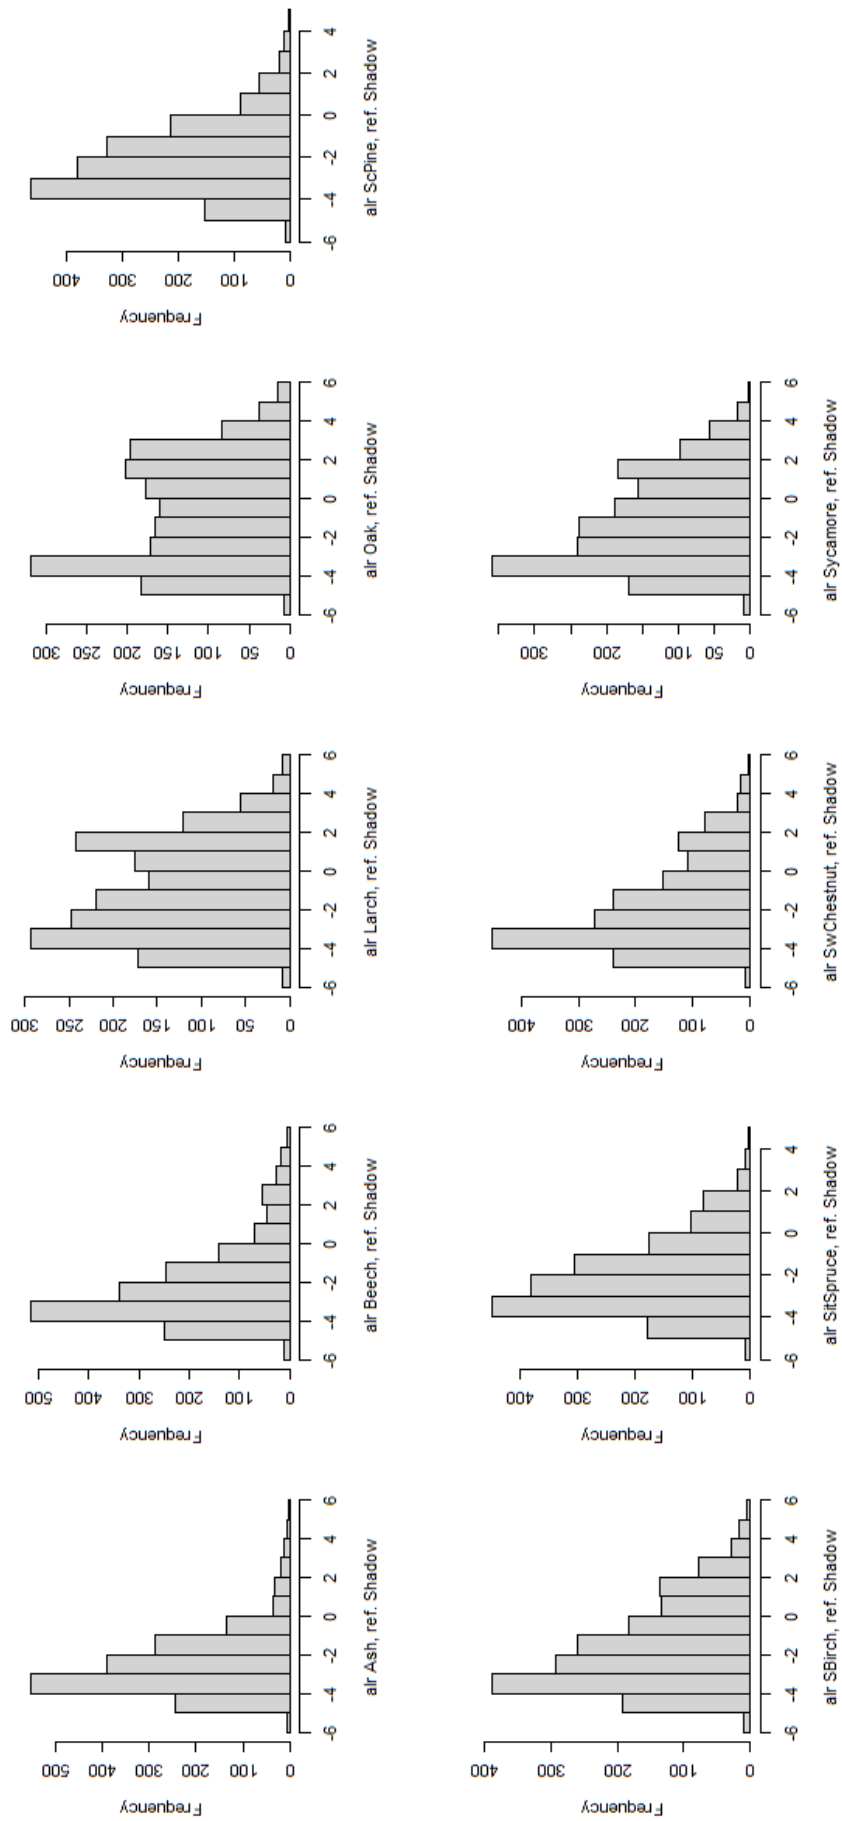 Frequency
0 100 200 300 400 500
-6 -4 -2 0 2 4 6
alr Ash, ref. Shadow
Frequency
0 100 200 300 400 500
-6 -4 -2 0 2 4 6
alr Beech, ref. Shadow
Frequency
0 50 100 150 200 250 300
-6 -4 -2 0 2 4 6
alr Larch, ref. Shadow
Frequency
0 50 100 150 200 250 300
-6 -4 -2 0 2 4 6
alr Oak, ref. Shadow
Frequency
0 100 200 300 400
-6 -4 -2 0 2 4
alr ScPine, ref. Shadow
Frequency
0 100 200 300 400
-6 -4 -2 0 2 4 6
alr SBirch, ref. Shadow
Frequency
0 100 200 300 400
-6 -4 -2 0 2 4
alr SitSpruce, ref. Shadow
Frequency
0 100 200 300 400
-6 -4 -2 0 2 4 6
alr SwChestnut, ref. Shadow
Frequency
0 50 100 200 300
-6 -4 -2 0 2 4 6
alr Sycamore, ref. Shadow